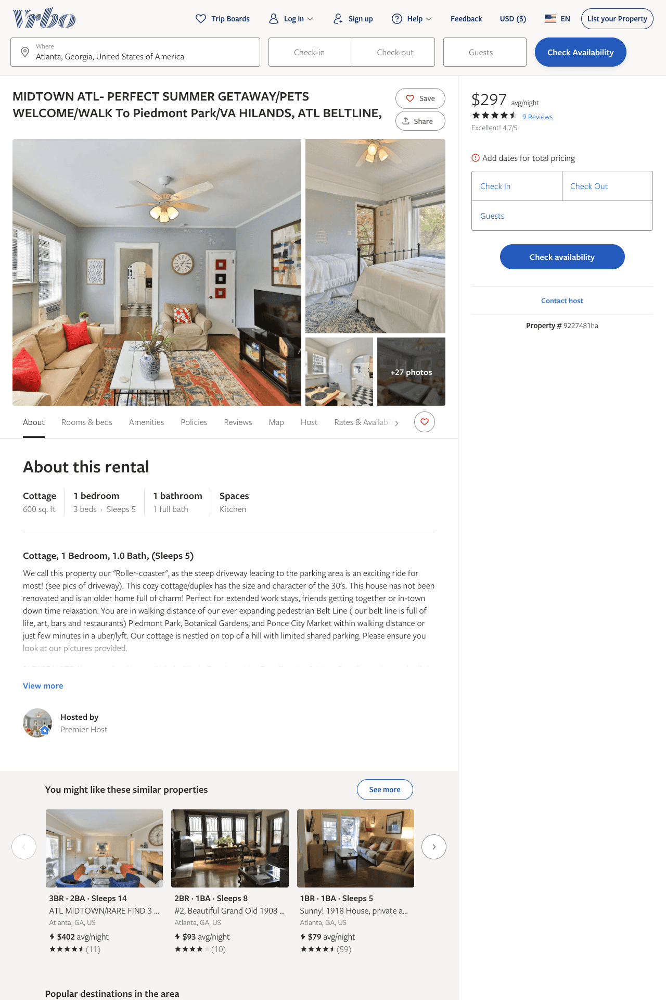 Vrbo
Trip Boards
Log in
Sign up
Help
Feedback
USD ($)
EN
List your Property
Where
Atlanta, Georgia, United States of America
Check-in
Check-out
Guests
Check Availability
MIDTOWN ATL- PERFECT SUMMER GETAWAY/PETS
WELCOME/WALK To Piedmont Park/VA HILANDS, ATL BELTLINE,
Save
Share
$297 avg/night
9 Reviews
Excellent! 4.7/5
Add dates for total pricing
Check In
Check Out
Guests
Check availability
Contact host
Property # 9227481ha
+27 photos
About
Rooms & beds
Amenities
Policies
Reviews
Map
Host
Rates & Availabili
About this rental
Cottage
600 sq. ft
1 bedroom
3 beds · Sleeps 5
1 bathroom
1 full bath
Spaces
Kitchen
Cottage, 1 Bedroom, 1.0 Bath, (Sleeps 5)
We call this property our "Roller-coaster", as the steep driveway leading to the parking area is an exciting ride for
most! (see pics of driveway). This cozy cottage/duplex has the size and character of the 30's. This house has not been
renovated and is an older home full of charm! Perfect for extended work stays, friends getting together or in-town
down time relaxation. You are in walking distance of our ever expanding pedestrian Belt Line ( our belt line is full of
life, art, bars and restaurants) Piedmont Park, Botanical Gardens, and Ponce City Market within walking distance or
just few minutes in a uber/lyft. Our cottage is nestled on top of a hill with limited shared parking. Please ensure you
look at our pictures provided.
View more
Hosted by
Premier Host
You might like these similar properties
See more
3BR · 2BA · Sleeps 14
ATL MIDTOWN/RARE FIND 3 ...
Atlanta, GA, US
$402 avg/night
(11)
2BR · 1BA · Sleeps 8
#2, Beautiful Grand Old 1908 ...
Atlanta, GA, US
$93 avg/night
(10)
1BR · 1BA · Sleeps 5
Sunny! 1918 House, private a...
Atlanta, GA, US
$79 avg/night
(59)
Popular destinations in the area